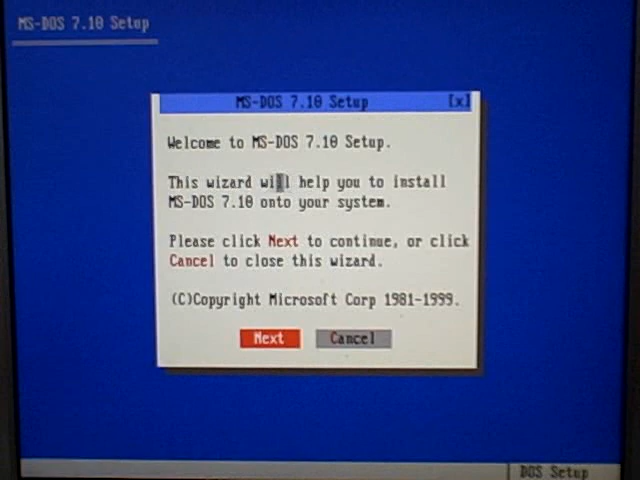 MS-DOS 7.10 Setup
MS-DOS 7.10 Setup [x]
Welcome to MS-DOS 7.10 Setup.
This wizard will help you to install
MS-DOS 7.10 onto your system.
Please click Next to continue, or click
Cancel to close this wizard.
(C)Copyright Microsoft Corp 1981-1999.
Next Cancel
DOS Setup